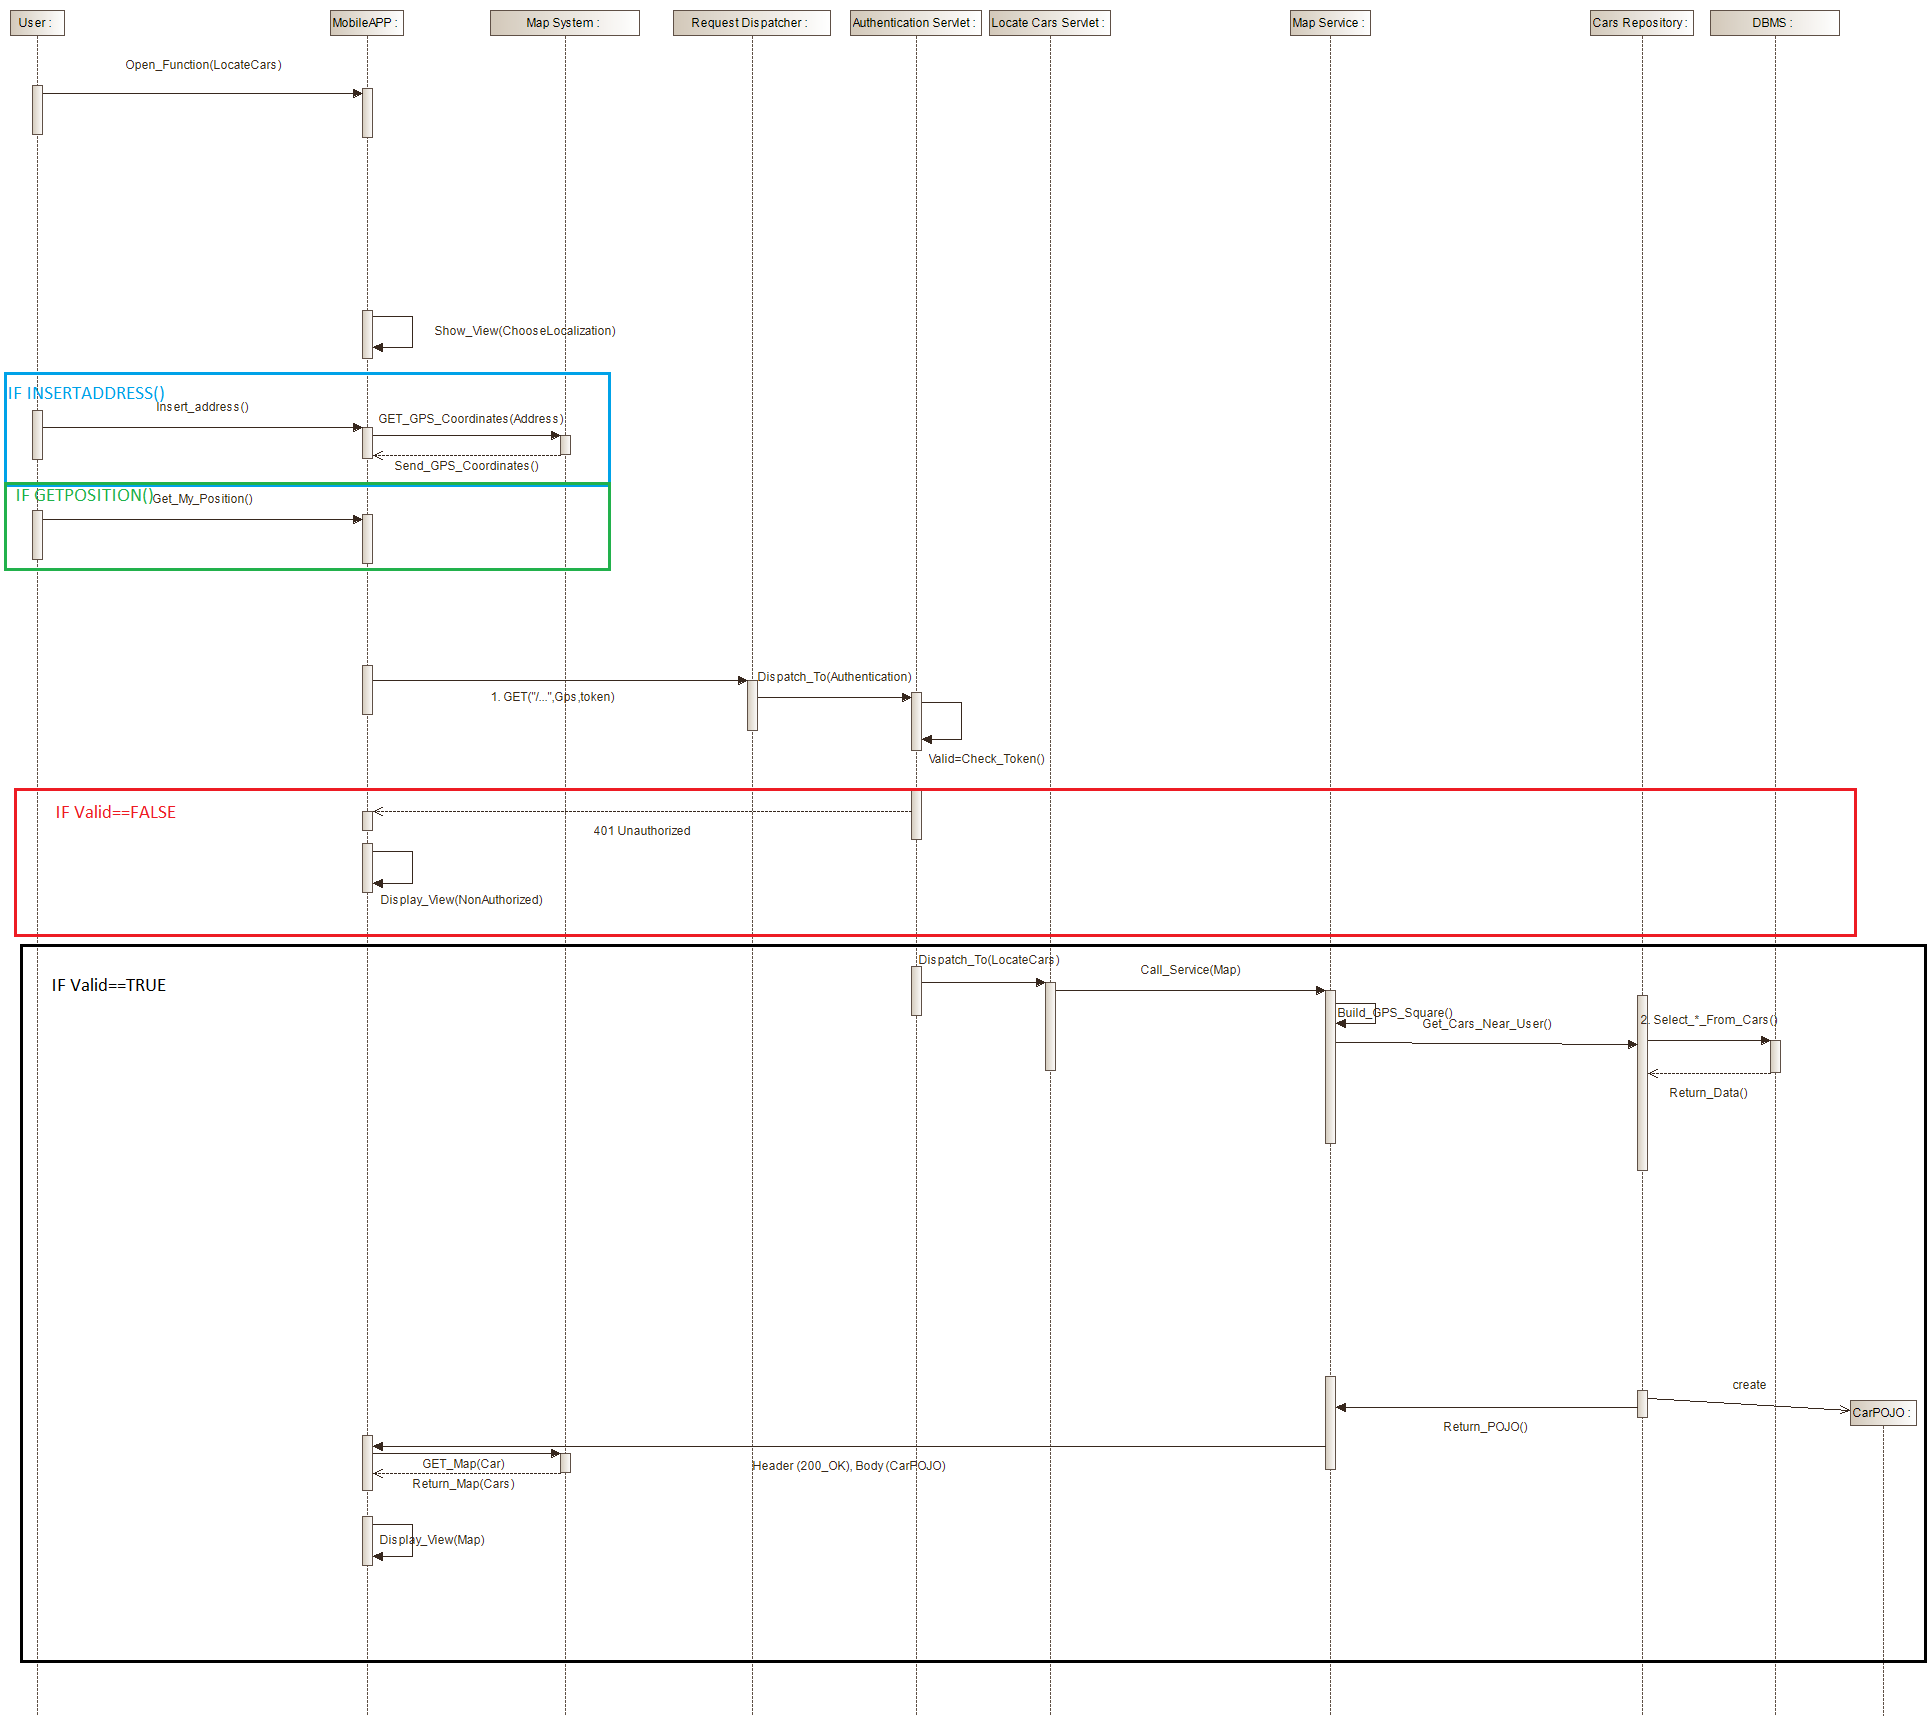 User :
MobileAPP :
Map System :
Request Dispatcher :
Authentication Servlet :
Locate Cars Servlet :
Map Service :
Cars Repository :
DBMS :
Open_Function(LocateCars)
Show_View(ChooseLocalization)
IF INSERTADDRESS()
Insert_address()
GET_GPS_Coordinates(Address)
Send_GPS_Coordinates()
IF GETPOSITION()
Get_My_Position()
Dispatch_To(Authentication)
1. GET("/...",Gps,token)
Valid=Check_Token()
IF Valid==FALSE
401 Unauthorized
Display_View(NonAuthorized)
IF Valid==TRUE
Dispatch_To(LocateCars)
Call_Service(Map)
Build_GPS_Square()
Get_Cars_Near_User()
2. Select_*_From_Cars()
Return_Data()
create
CarPOJO :
Return_POJO()
GET_Map(Car)
Header (200_OK), Body (CarPOJO)
Return_Map(Cars)
Display_View(Map)